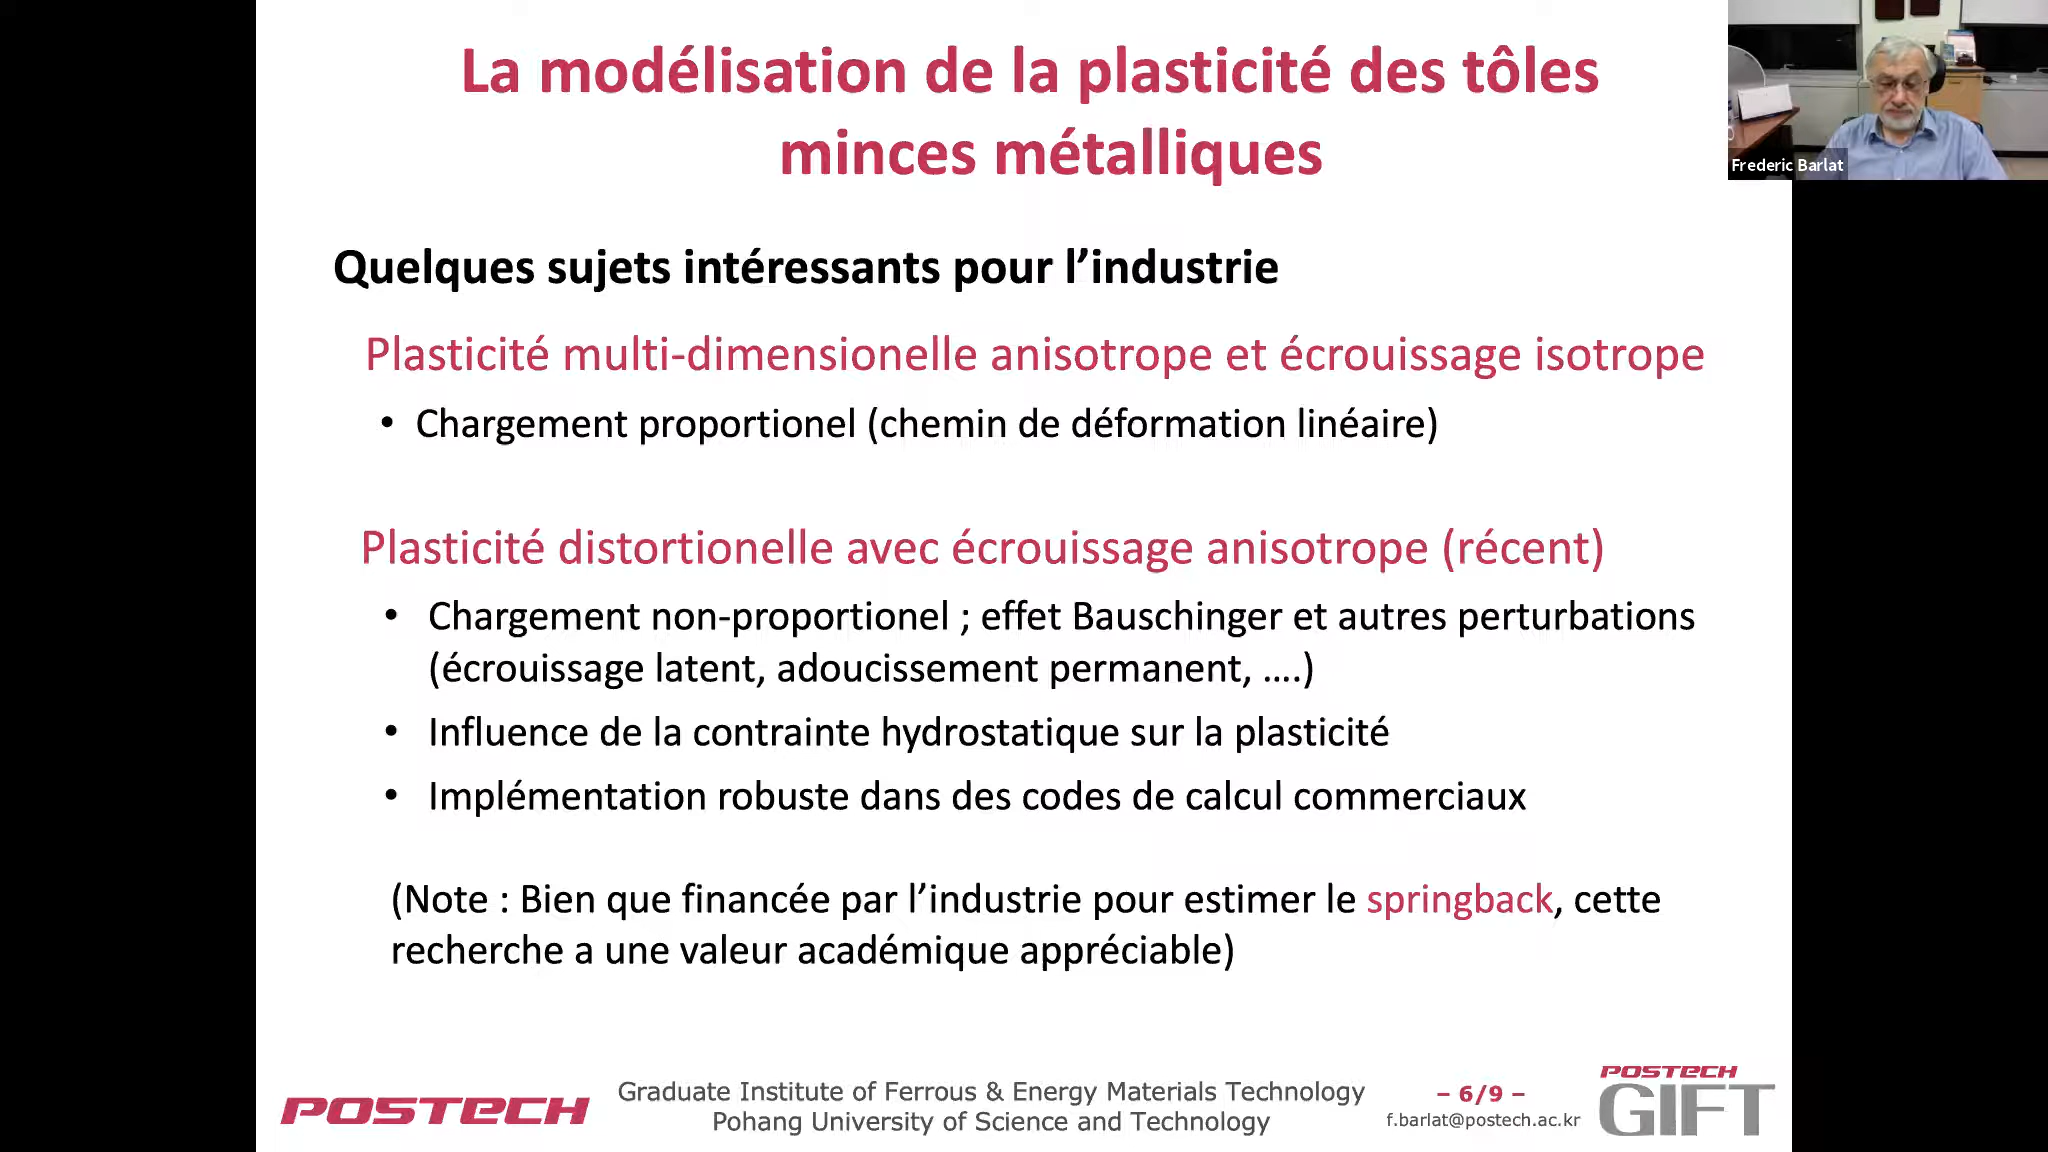 La modélisation de la plasticité des tôles
minces métalliques
Frederic Barlat
Quelques sujets intéressants pour l’industrie
Plasticité multi-dimensionelle anisotrope et écrouissage isotrope
• Chargement proportionel (chemin de déformation linéaire)
Plasticité distortionelle avec écrouissage anisotrope (récent)
• Chargement non-proportionel ; effet Bauschinger et autres perturbations
(écrouissage latent, adoucissement permanent, ….)
• Influence de la contrainte hydrostatique sur la plasticité
• Implémentation robuste dans des codes de calcul commerciaux
(Note : Bien que financée par l’industrie pour estimer le springback, cette
recherche a une valeur académique appréciable)
POSTECH
Graduate Institute of Ferrous & Energy Materials Technology
Pohang University of Science and Technology
– 6/9 –
f.barlat@postech.ac.kr
POSTECH
GIFT